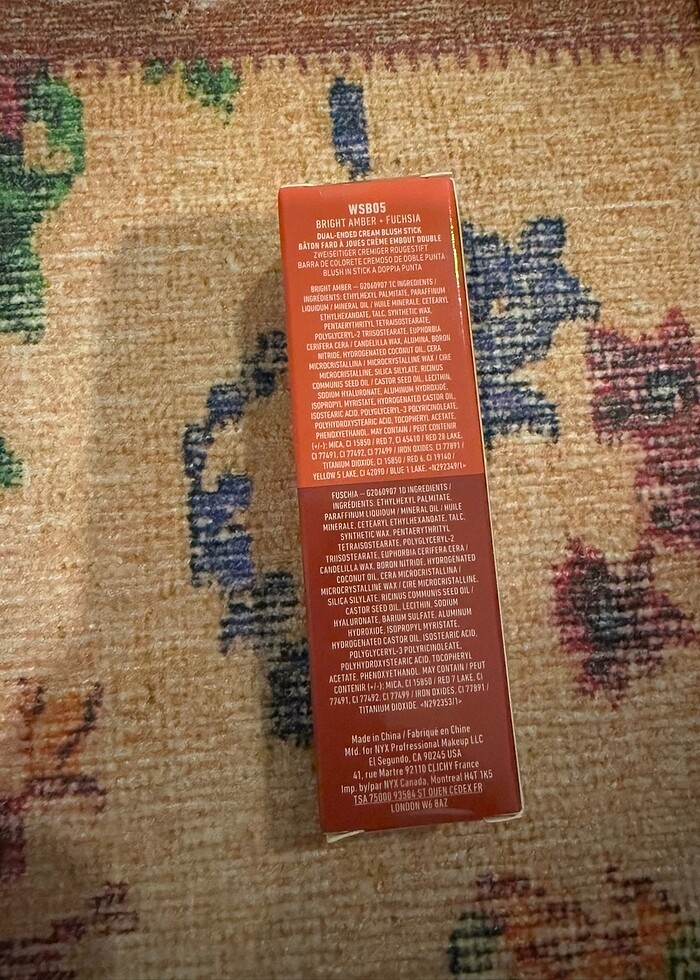 WSB05
BRIGHT AMBER + FUCHSIA
DUAL-ENDED CREAM BLUSH STICK
BÂTON FARD À JOUES CRÈME EMBOUT DOUBLE
ZWEISEITIGER CREMIGER ROUGESTIFT
BARRA DE COLORETE CREMOSO DE DOBLE PUNTA
BLUSH IN STICK A DOPPIA PUNTA
BRIGHT AMBER – G2060907 1C INGREDIENTS /
INGRÉDIENTS: ETHYLHEXYL PALMITATE, PARAFFINUM
LIQUIDUM / MINERAL OIL / HUILE MINERALE, CETEARYL
ETHYLHEXANOATE, TALC, SYNTHETIC WAX,
PENTAERYTHRITYL TETRAISOSTEARATE,
POLYGLYCERYL-2 TRIISOSTEARATE, EUPHORBIA
CERIFERA CERA / CANDELILLA WAX, ALUMINA, BORON
NITRIDE, HYDROGENATED COCONUT OIL, CERA
MICROCRISTALLINA / MICROCRYSTALLINE WAX / CIRE
MICROCRISTALLINE, SILICA SILYLATE, RICINUS
COMMUNIS SEED OIL / CASTOR SEED OIL, LECITHIN,
SODIUM HYALURONATE, ALUMINUM HYDROXIDE,
ISOPROPYL MYRISTATE, HYDROGENATED CASTOR OIL,
ISOSTEARIC ACID, POLYGLYCERYL-3 POLYRICINOLEATE,
POLYHYDROXYSTEARIC ACID, TOCOPHERYL ACETATE,
PHENOXYETHANOL. MAY CONTAIN / PEUT CONTENIR
(+/-): MICA, CI 15850 / RED 7, CI 45410 / RED 28 LAKE,
CI 77491, CI 77492, CI 77499 / IRON OXIDES, CI 77891 /
TITANIUM DIOXIDE, CI 15850 / RED 6, CI 19140 /
YELLOW 5 LAKE, CI 42090 / BLUE 1 LAKE. <N292349/1>
FUSCHIA – G2060907 1D INGREDIENTS /
INGRÉDIENTS: ETHYLHEXYL PALMITATE,
PARAFFINUM LIQUIDUM / MINERAL OIL / HUILE
MINERALE, CETEARYL ETHYLHEXANOATE, TALC,
SYNTHETIC WAX, PENTAERYTHRITYL
TETRAISOSTEARATE, POLYGLYCERYL-2
TRIISOSTEARATE, EUPHORBIA CERIFERA CERA /
CANDELILLA WAX, BORON NITRIDE, HYDROGENATED
COCONUT OIL, CERA MICROCRISTALLINA /
MICROCRYSTALLINE WAX / CIRE MICROCRISTALLINE,
SILICA SILYLATE, RICINUS COMMUNIS SEED OIL /
CASTOR SEED OIL, LECITHIN, SODIUM
HYALURONATE, BARIUM SULFATE, ALUMINUM
HYDROXIDE, ISOPROPYL MYRISTATE,
HYDROGENATED CASTOR OIL, ISOSTEARIC ACID,
POLYGLYCERYL-3 POLYRICINOLEATE,
POLYHYDROXYSTEARIC ACID, TOCOPHERYL
ACETATE, PHENOXYETHANOL. MAY CONTAIN / PEUT
CONTENIR (+/-): MICA, CI 15850 / RED 7 LAKE, CI
77491, CI 77492, CI 77499 / IRON OXIDES, CI 77891 /
TITANIUM DIOXIDE. <N292353/1>
Made in China / Fabriqué en Chine
Mfd. for NYX Profressional Makeup LLC
El Segundo, CA 90245 USA
41, rue Martre 92110 CLICHY France
Imp. by/par NYX Canada, Montreal H4T 1K5
TSA 75000 93584 ST QUEN CEDEX FR
LONDON W6 8AZ